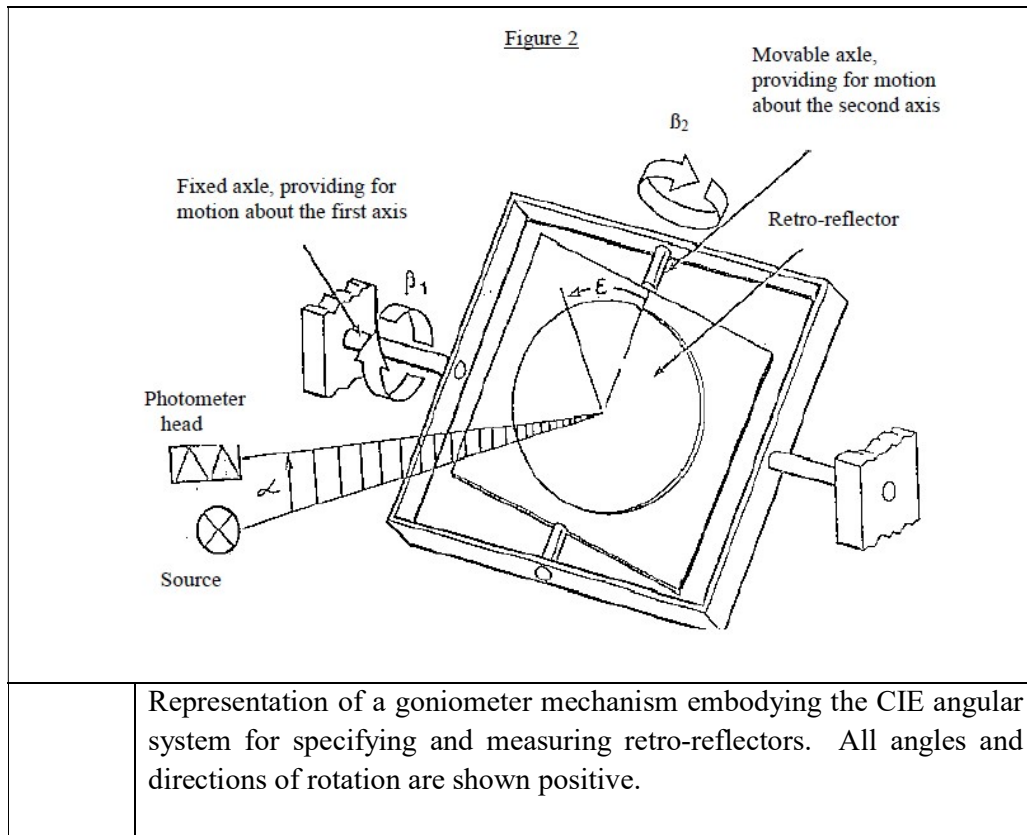 Figure 2
Movable axle,
providing for motion
about the second axis
ß₂
Fixed axle, providing for
motion about the first axis
Retro-reflector
β₁
ε
Photometer
head
α
Source
Representation of a goniometer mechanism embodying the CIE angular
system for specifying and measuring retro-reflectors. All angles and
directions of rotation are shown positive.